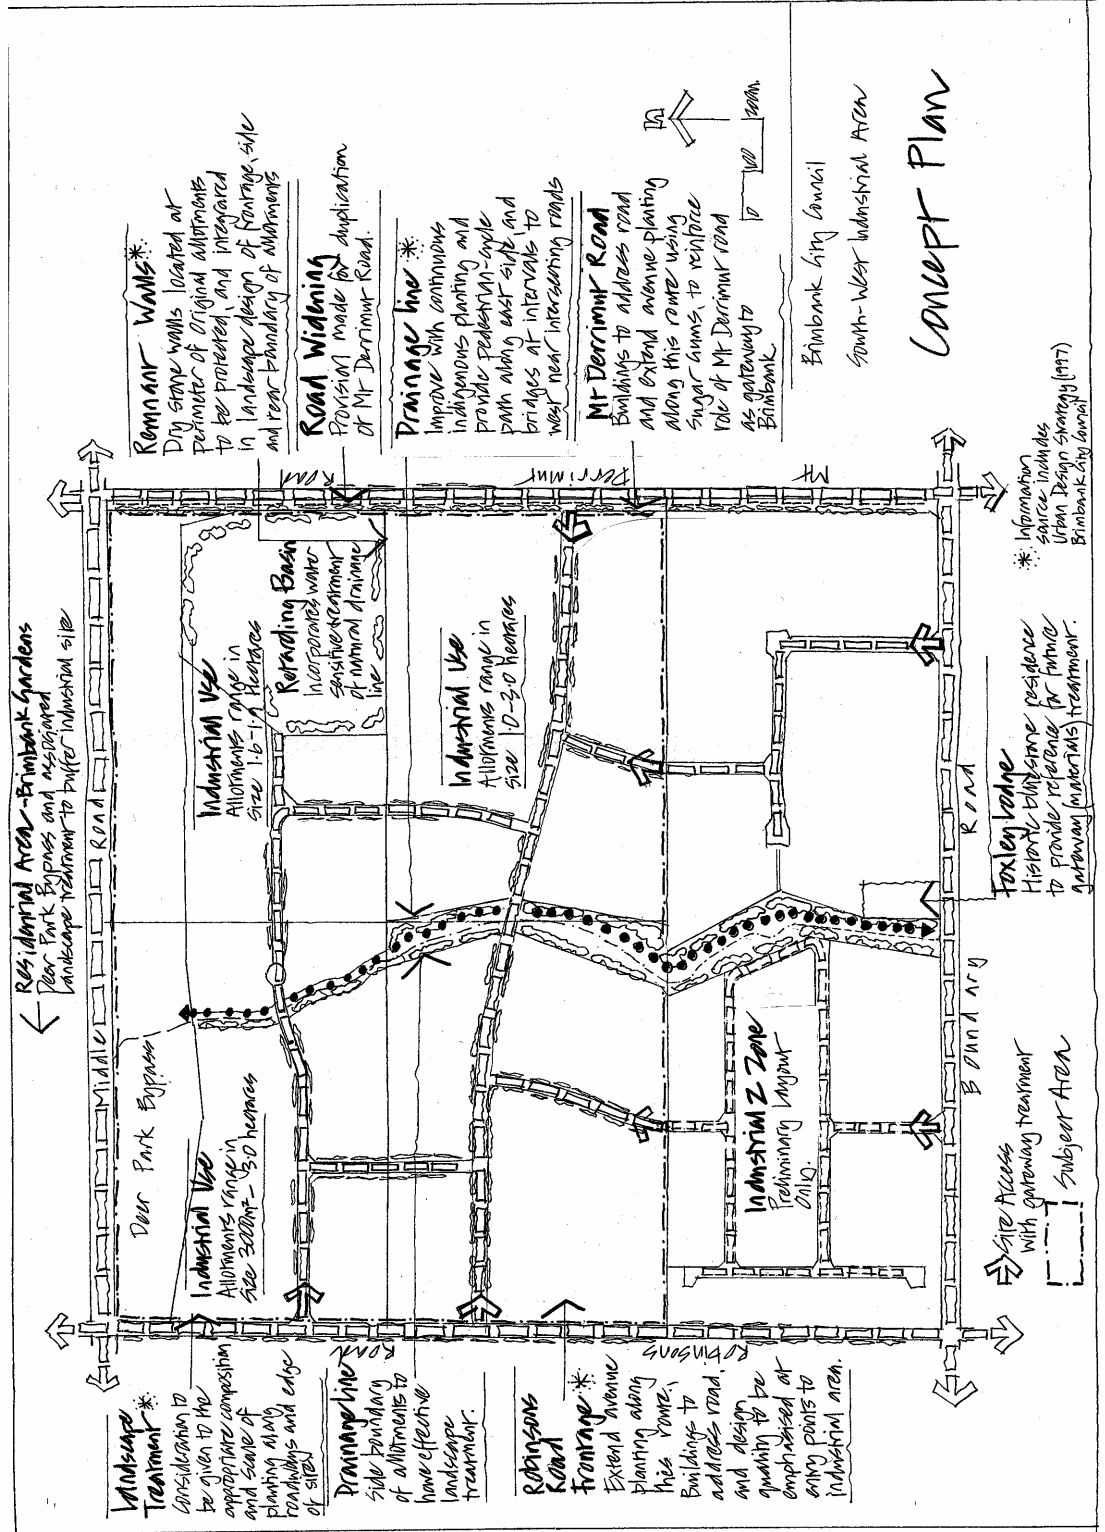 ← Residential Area - Brimbank Gardens
Deer Park Bypass and associated
landscape treatment to buffer industrial site
Middle Road
Landscape
Treatment *
Consideration to
be given to the
appropriate composition
and scale of
planting along
roadways and edge
of sites
Drainage Line
Side boundary
of allotments to
have effective
landscape
treatment.
Robinsons
Road
Frontage *
Extend avenue
planting along
this route.
Buildings to
address road,
and design
quality to be
emphasised at
entry points to
industrial area.
Robinsons Road
Deer Park Bypass
Industrial Use
Allotments range in
size 3000m² - 3.0 hectares
Industrial Use
Allotments range in
size 1.6-1.9 Hectares
Retarding Basin
Incorporates water
sensitive treatment
of natural drainage
line
Industrial Use
Allotments range in
size 1.0-3.0 hectares
Industrial 2 Zone
Preliminary Layout
Only.
Mt Derrimut Road
Remnant Walls *
Dry stone walls located at
perimeter of original allotments
to be protected, and integrated
in landscape design of frontage, side
and rear boundary of allotments
Road Widening
Provision made for duplication
of Mt Derrimut Road.
Drainage Line *
Improve with continuous
indigenous planting and
provide pedestrian-cycle
path along east side, and
bridges at intervals to
west near intersecting roads
Mt Derrimut Road
Buildings to address road
and extend avenue planting
along this route using
Sugar Gums, to reinforce
role of Mt Derrimut road
as gateway to
Brimbank.
N
0 100 200m.
Boundary Road
Site Access
With gateway treatment
Subject Area
Foxley Lodge
Historic bluestone residence
to provide reference for future
gateway (materials) treatment.
* Information
source includes
Urban Design Strategy (1997)
Brimbank City Council
Brimbank City Council
South-West Industrial Area
Concept Plan